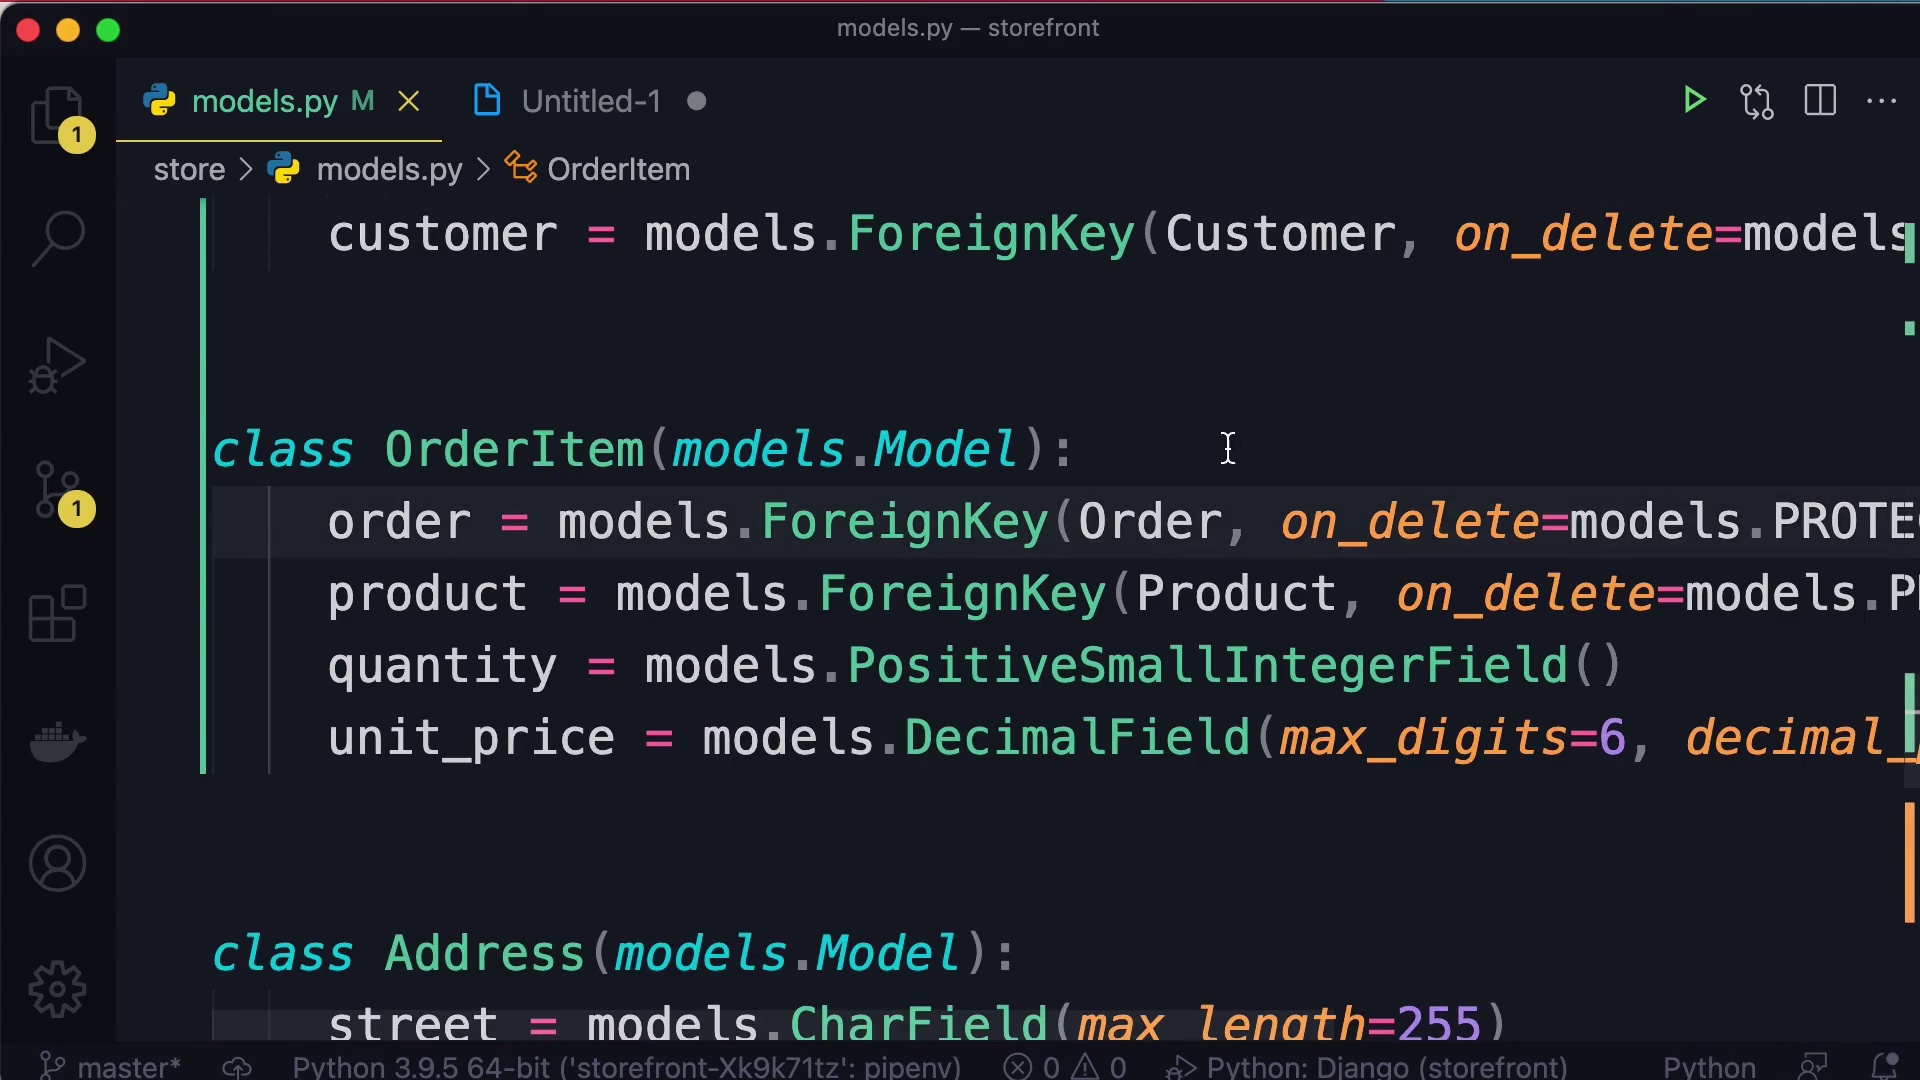 models.py — storefront
models.py M
Untitled-1
1
store > models.py > OrderItem
customer = models.ForeignKey(Customer, on_delete=models
class OrderItem(models.Model):
order = models.ForeignKey(Order, on_delete=models.PROTE
1
product = models.ForeignKey(Product, on_delete=models.P
quantity = models.PositiveSmallIntegerField()
unit_price = models.DecimalField(max_digits=6, decimal_
class Address(models.Model):
street = models.CharField(max_length=255)
master*
Python 3.9.5 64-bit ('storefront-Xk9k71tz': pipenv)
0
0
Python: Django (storefront)
Python